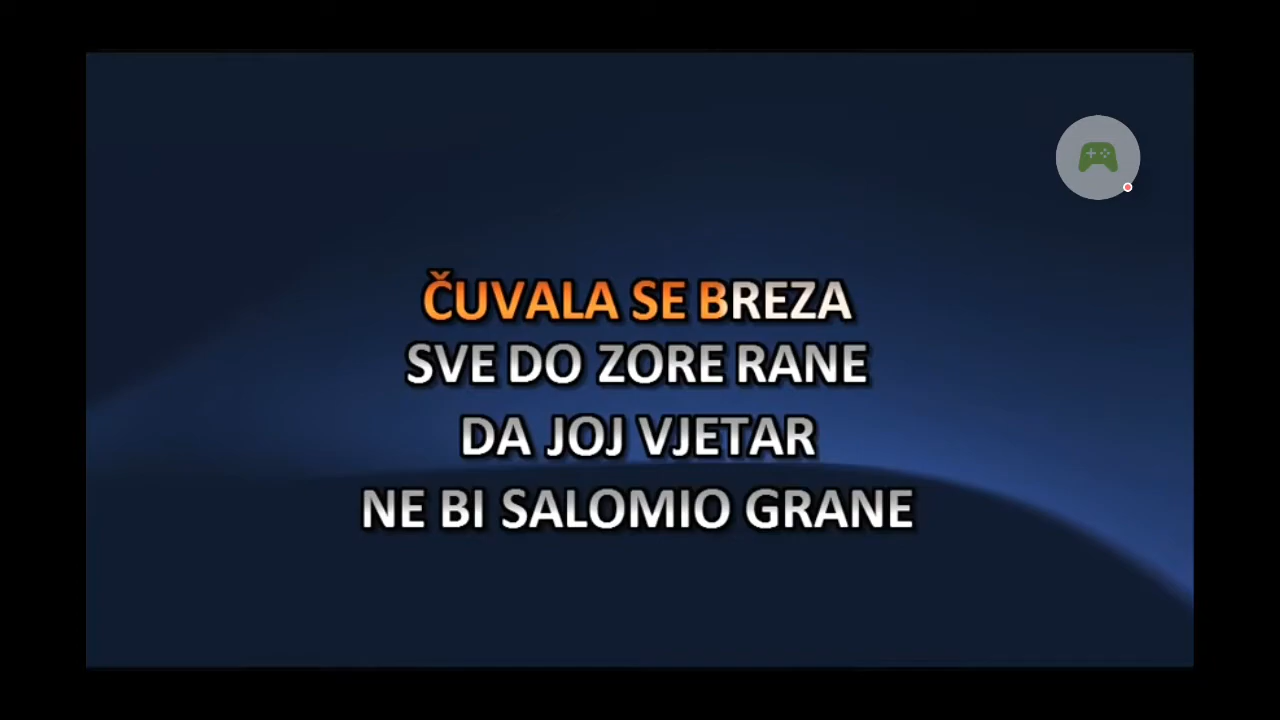 ČUVALA SE BREZA
SVE DO ZORE RANE
DA JOJ VJETAR
NE BI SALOMIO GRANE